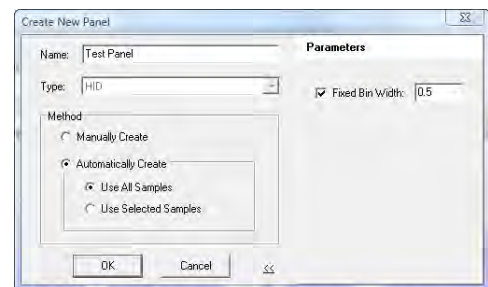 Create New Panel
Name: Test Panel
Type: HID
Method
Manually Create
Automatically Create
Use All Samples
Use Selected Samples
OK Cancel <<
Parameters
Fixed Bin Width: 0.5